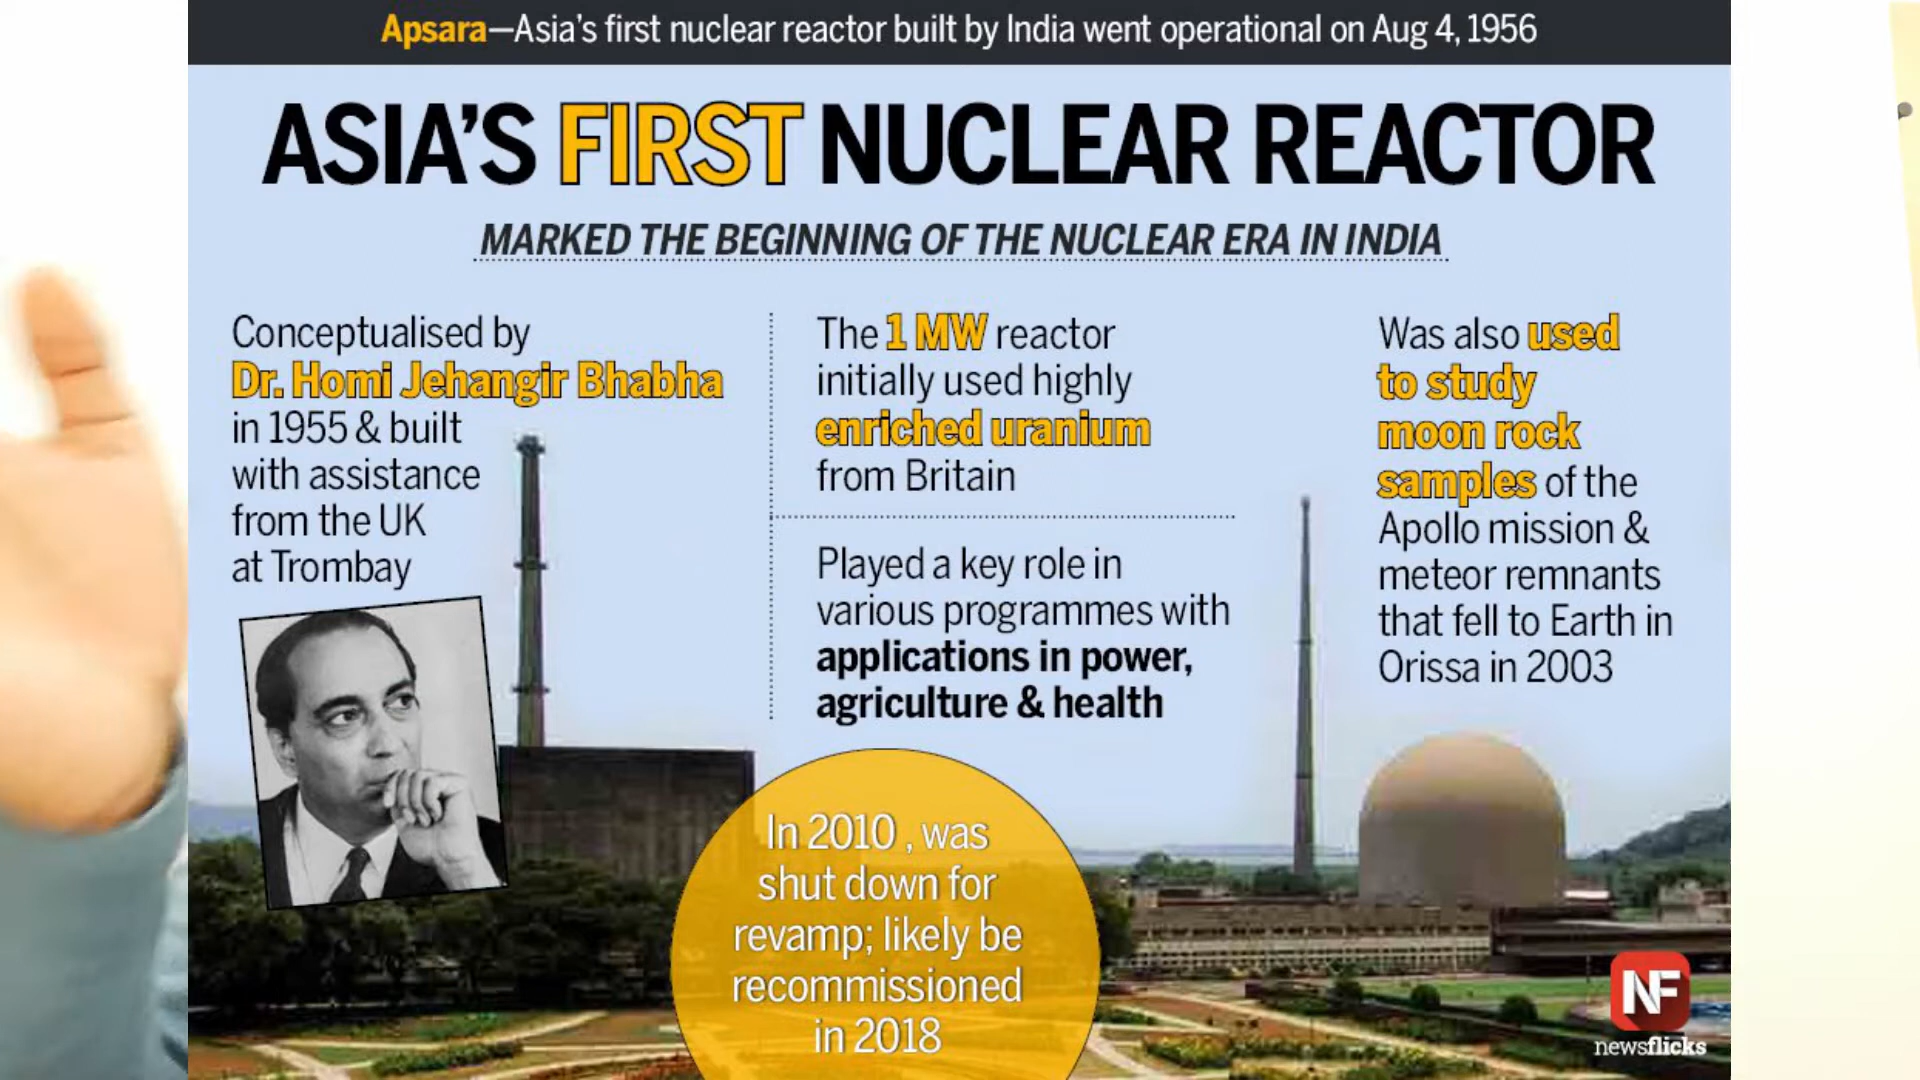 Apsara—Asia's first nuclear reactor built by India went operational on Aug 4, 1956
ASIA'S FIRST NUCLEAR REACTOR
MARKED THE BEGINNING OF THE NUCLEAR ERA IN INDIA
Conceptualised by
Dr. Homi Jehangir Bhabha
in 1955 & built
with assistance
from the UK
at Trombay
The 1 MW reactor
initially used highly
enriched uranium
from Britain
Played a key role in
various programmes with
applications in power,
agriculture & health
Was also used
to study
moon rock
samples of the
Apollo mission &
meteor remnants
that fell to Earth in
Orissa in 2003
In 2010 , was
shut down for
revamp; likely be
recommissioned
in 2018
NF
newsflicks